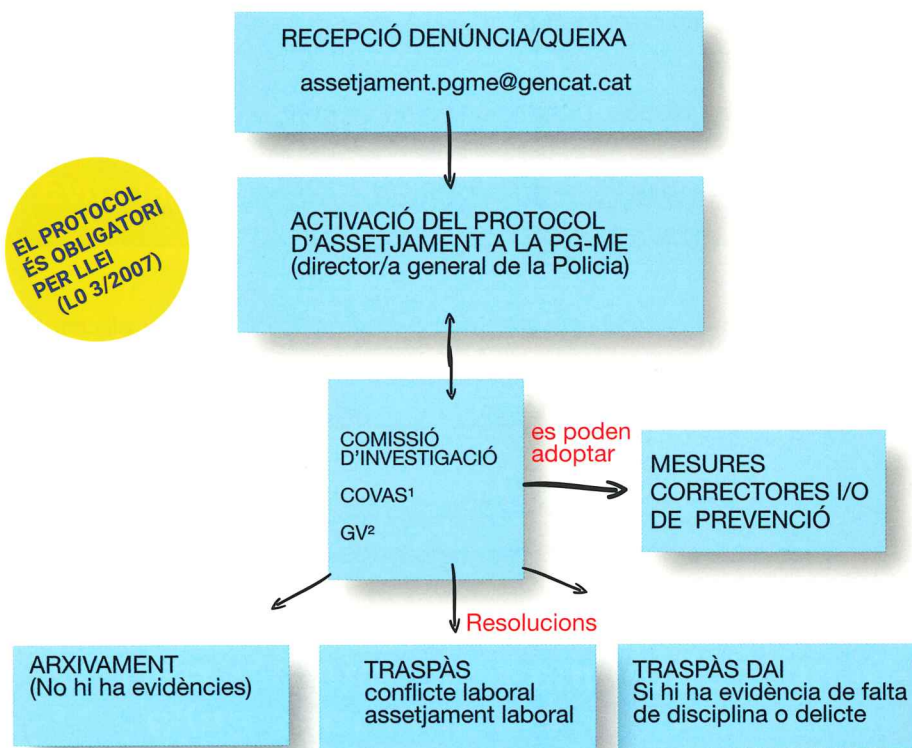 RECEPCIÓ DENÚNCIA/QUEIXA
assetjament.pgme@gencat.cat
EL PROTOCOL
ÉS OBLIGATORI
PER LLEI
(L0 3/2007)
ACTIVACIÓ DEL PROTOCOL
D'ASSETJAMENT A LA PG-ME
(director/a general de la Policia)
COMISSIÓ
D'INVESTIGACIÓ
COVAS¹
GV²
es poden
adoptar
MESURES
CORRECTORES I/O
DE PREVENCIÓ
Resolucions
ARXIVAMENT
(No hi ha evidències)
TRASPÀS
conflicte laboral
assetjament laboral
TRASPÀS DAI
Si hi ha evidència de falta
de disciplina o delicte